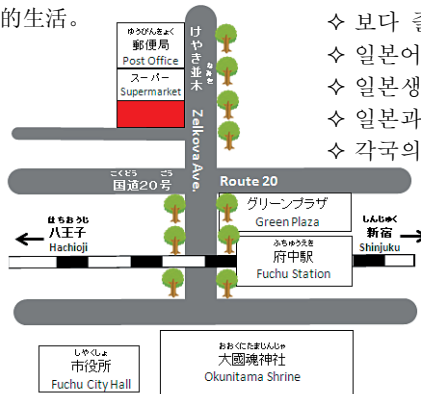 的生活。
ゆうびんきょく
郵便局
Post Office
スーパー
Supermarket
けやき並木
なみき
Zelkova Ave.
◇ 보다 즐
◇ 일본어
◇ 일본생
◇ 일본과
◇ 각국의
こくどう ごう
国道20号
Route 20
グリーンプラザ
Green Plaza
はちおうじ
八王子
Hachioji
ふちゅうえき
府中駅
Fuchu Station
しんじゅく
新宿
Shinjuku
しやくしょ
市役所
Fuchu City Hall
おおくにたまじんじゃ
大國魂神社
Okunitama Shrine